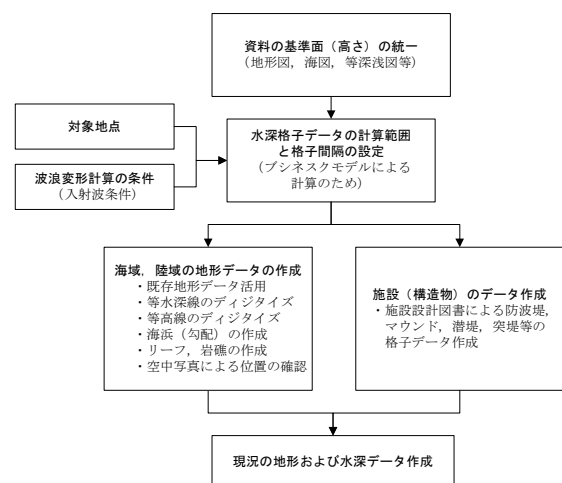 資料の基準面（高さ）の統一
（地形図，海図，等深浅図等）
対象地点
波浪変形計算の条件
（入射波条件）
水深格子データの計算範囲
と格子間隔の設定
（ブシネスクモデルによる
計算のため）
海域，陸域の地形データの作成
・既存地形データ活用
・等水深線のディジタイズ
・等高線のディジタイズ
・海浜（勾配）の作成
・リーフ，岩礁の作成
・空中写真による位置の確認
施設（構造物）のデータ作成
・施設設計図書による防波堤，
マウンド，潜堤，突堤等の
格子データ作成
現況の地形および水深データ作成